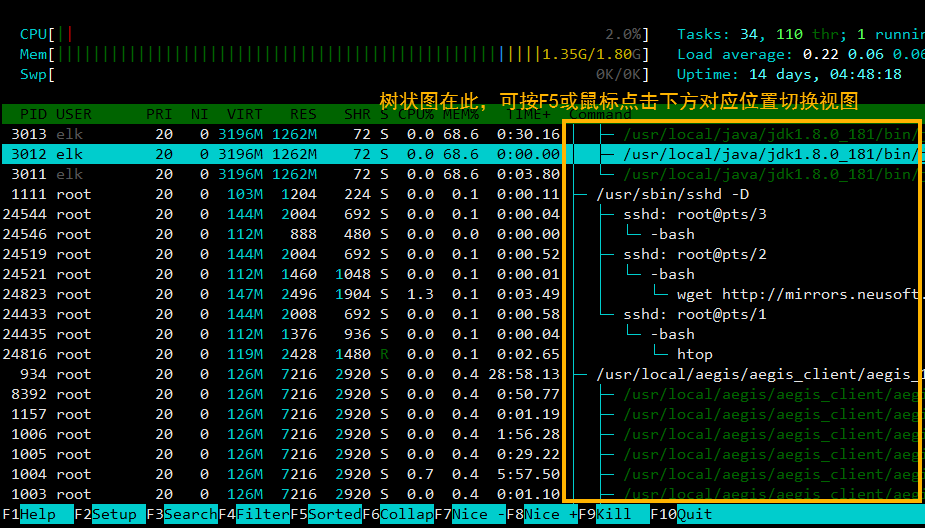 CPU[|| 2.0%] Tasks: 34, 110 thr; 1 runnin
Mem[||||||||||||||||||||||||||||||||||||||||||||||||||||||1.35G/1.80G] Load average: 0.22 0.06 0.06
Swp[ 0K/0K] Uptime: 14 days, 04:48:18
树状图在此，可按F5或鼠标点击下方对应位置切换视图
PID USER PRI NI VIRT RES SHR S CPU% MEM% TIME+ Command
3013 elk 20 0 3196M 1262M 72 S 0.0 68.6 0:30.16 │ ├─ /usr/local/java/jdk1.8.0_181/bin/
3012 elk 20 0 3196M 1262M 72 S 0.0 68.6 0:00.00 │ ├─ /usr/local/java/jdk1.8.0_181/bin/
3011 elk 20 0 3196M 1262M 72 S 0.0 68.6 0:03.80 │ └─ /usr/local/java/jdk1.8.0_181/bin/
1111 root 20 0 103M 1204 224 S 0.0 0.1 0:00.11 ├─ /usr/sbin/sshd -D
24544 root 20 0 144M 2004 692 S 0.0 0.1 0:00.04 │ ├─ sshd: root@pts/3
24546 root 20 0 112M 888 480 S 0.0 0.0 0:00.00 │ │ └─ -bash
24519 root 20 0 144M 2004 692 S 0.0 0.1 0:00.52 │ ├─ sshd: root@pts/2
24521 root 20 0 112M 1460 1048 S 0.0 0.1 0:00.01 │ │ └─ -bash
24823 root 20 0 147M 2496 1904 S 1.3 0.1 0:03.49 │ │ └─ wget http://mirrors.neusoft.
24433 root 20 0 144M 2008 692 S 0.0 0.1 0:00.58 │ └─ sshd: root@pts/1
24435 root 20 0 112M 1376 936 S 0.0 0.1 0:00.04 │ └─ -bash
24816 root 20 0 119M 2428 1480 R 0.0 0.1 0:02.65 │ └─ htop
934 root 20 0 126M 7216 2920 S 0.0 0.4 28:58.13 ├─ /usr/local/aegis/aegis_client/aegis_1
8392 root 20 0 126M 7216 2920 S 0.0 0.4 0:50.77 │ ├─ /usr/local/aegis/aegis_client/aeg
1157 root 20 0 126M 7216 2920 S 0.0 0.4 0:01.19 │ ├─ /usr/local/aegis/aegis_client/aeg
1006 root 20 0 126M 7216 2920 S 0.0 0.4 1:56.28 │ ├─ /usr/local/aegis/aegis_client/aeg
1005 root 20 0 126M 7216 2920 S 0.0 0.4 0:29.22 │ ├─ /usr/local/aegis/aegis_client/aeg
1004 root 20 0 126M 7216 2920 S 0.7 0.4 5:57.50 │ ├─ /usr/local/aegis/aegis_client/aeg
1003 root 20 0 126M 7216 2920 S 0.0 0.4 0:01.10 │ ├─ /usr/local/aegis/aegis_client/aeg
F1Help F2Setup F3SearchF4FilterF5SortedF6CollapF7Nice -F8Nice +F9Kill F10Quit